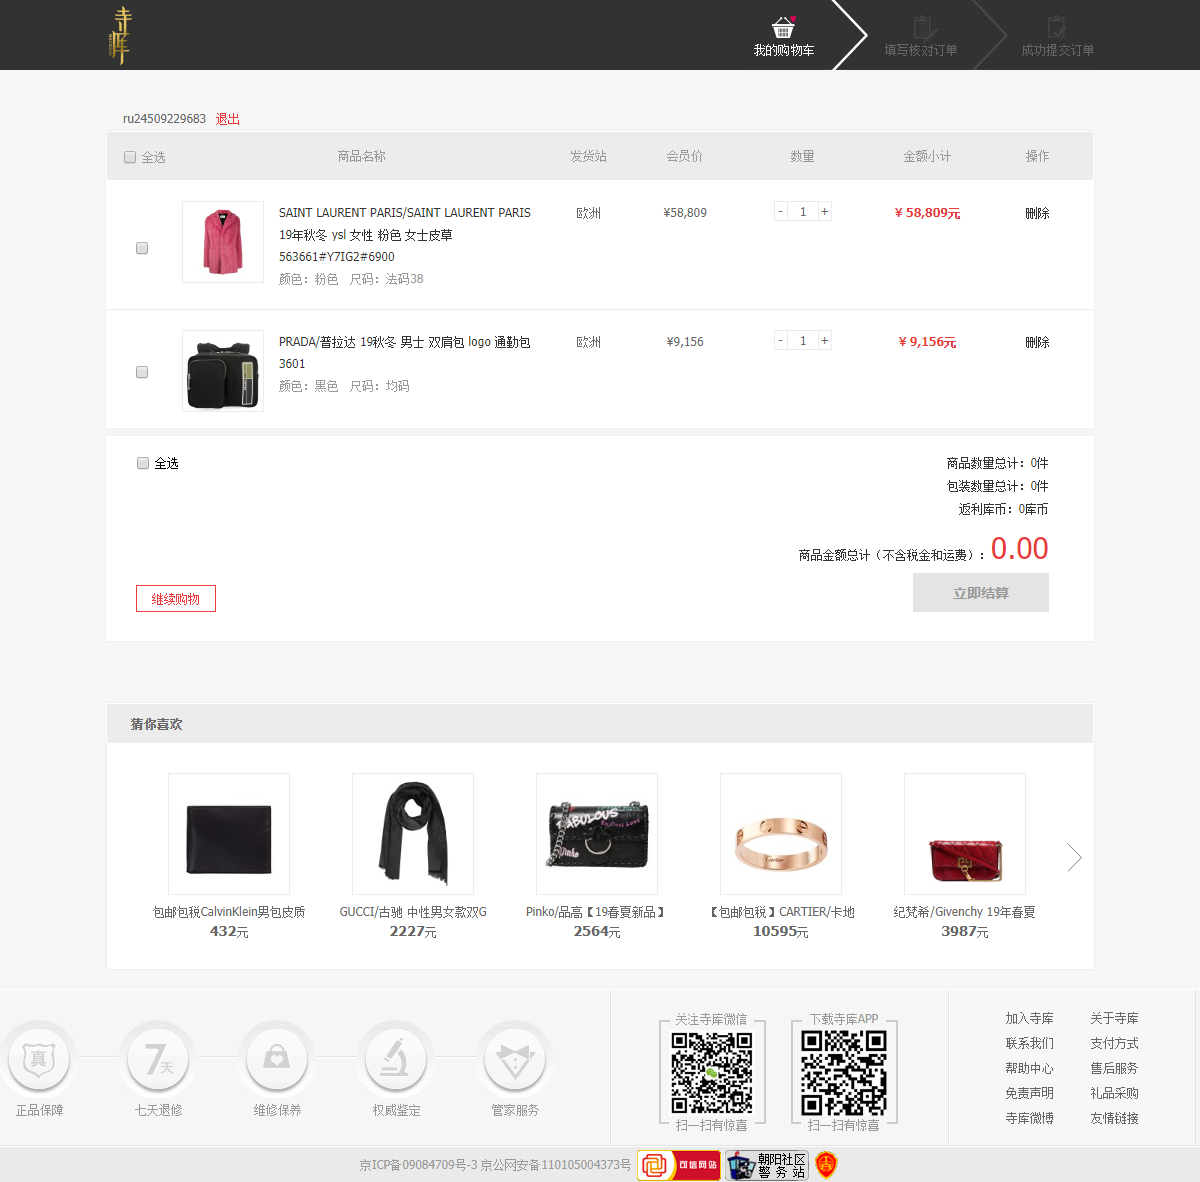 寺库
我的购物车
填写核对订单
成功提交订单
ru24509229683 退出
全选 商品名称 发货站 会员价 数量 金额小计 操作
SAINT LAURENT PARIS/SAINT LAURENT PARIS 欧洲 ¥58,809 - 1 + ¥ 58,809元 删除
19年秋冬 ysl 女性 粉色 女士皮草
563661#Y7IG2#6900
颜色：粉色 尺码：法码38
PRADA/普拉达 19秋冬 男士 双肩包 logo 通勤包 欧洲 ¥9,156 - 1 + ¥ 9,156元 删除
3601
颜色：黑色 尺码：均码
全选 商品数量总计：0件
包装数量总计：0件
返利库币：0库币
商品金额总计（不含税金和运费）：0.00
继续购物 立即结算
猜你喜欢
FABULOUS
Endless Love
Pinko
Cartier
包邮包税CalvinKlein男包皮质 GUCCI/古驰 中性男女款双G Pinko/品高【19春夏新品】 【包邮包税】CARTIER/卡地 纪梵希/Givenchy 19年春夏
432元 2227元 2564元 10595元 3987元
真
7天
正品保障 七天退修 维修保养 权威鉴定 管家服务
关注寺库微信 下载寺库APP
扫一扫有惊喜 扫一扫有惊喜
加入寺库 关于寺库
联系我们 支付方式
帮助中心 售后服务
免责声明 礼品采购
寺库微博 友情链接
京ICP备09084709号-3 京公网安备110105004373号 可信网站 朝阳社区
警务站